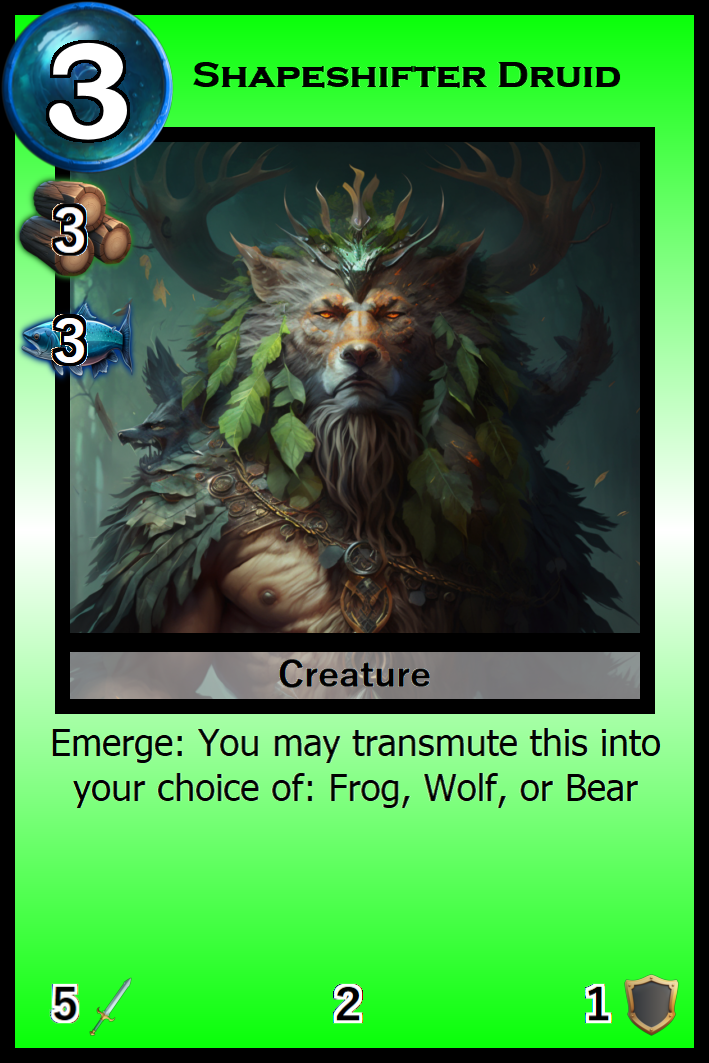 3
Shapeshifter Druid
3
3
Creature
Emerge: You may transmute this into
your choice of: Frog, Wolf, or Bear
5 2 1